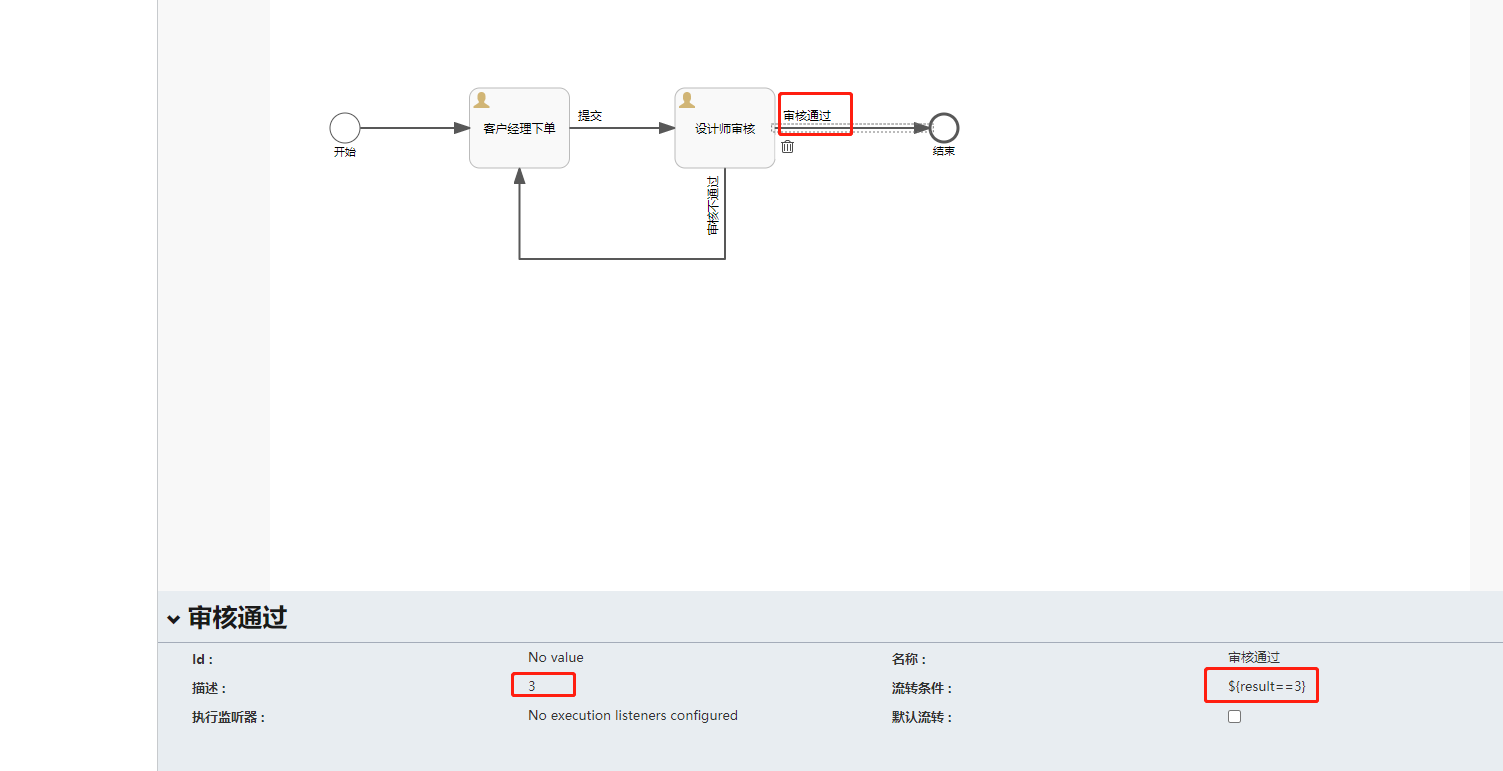 客户经理下单
提交
设计师审核
审核通过
开始
结束
审核不通过
审核通过
Id :
No value
名称 :
审核通过
描述 :
3
流转条件 :
${result==3}
执行监听器 :
No execution listeners configured
默认流转 :